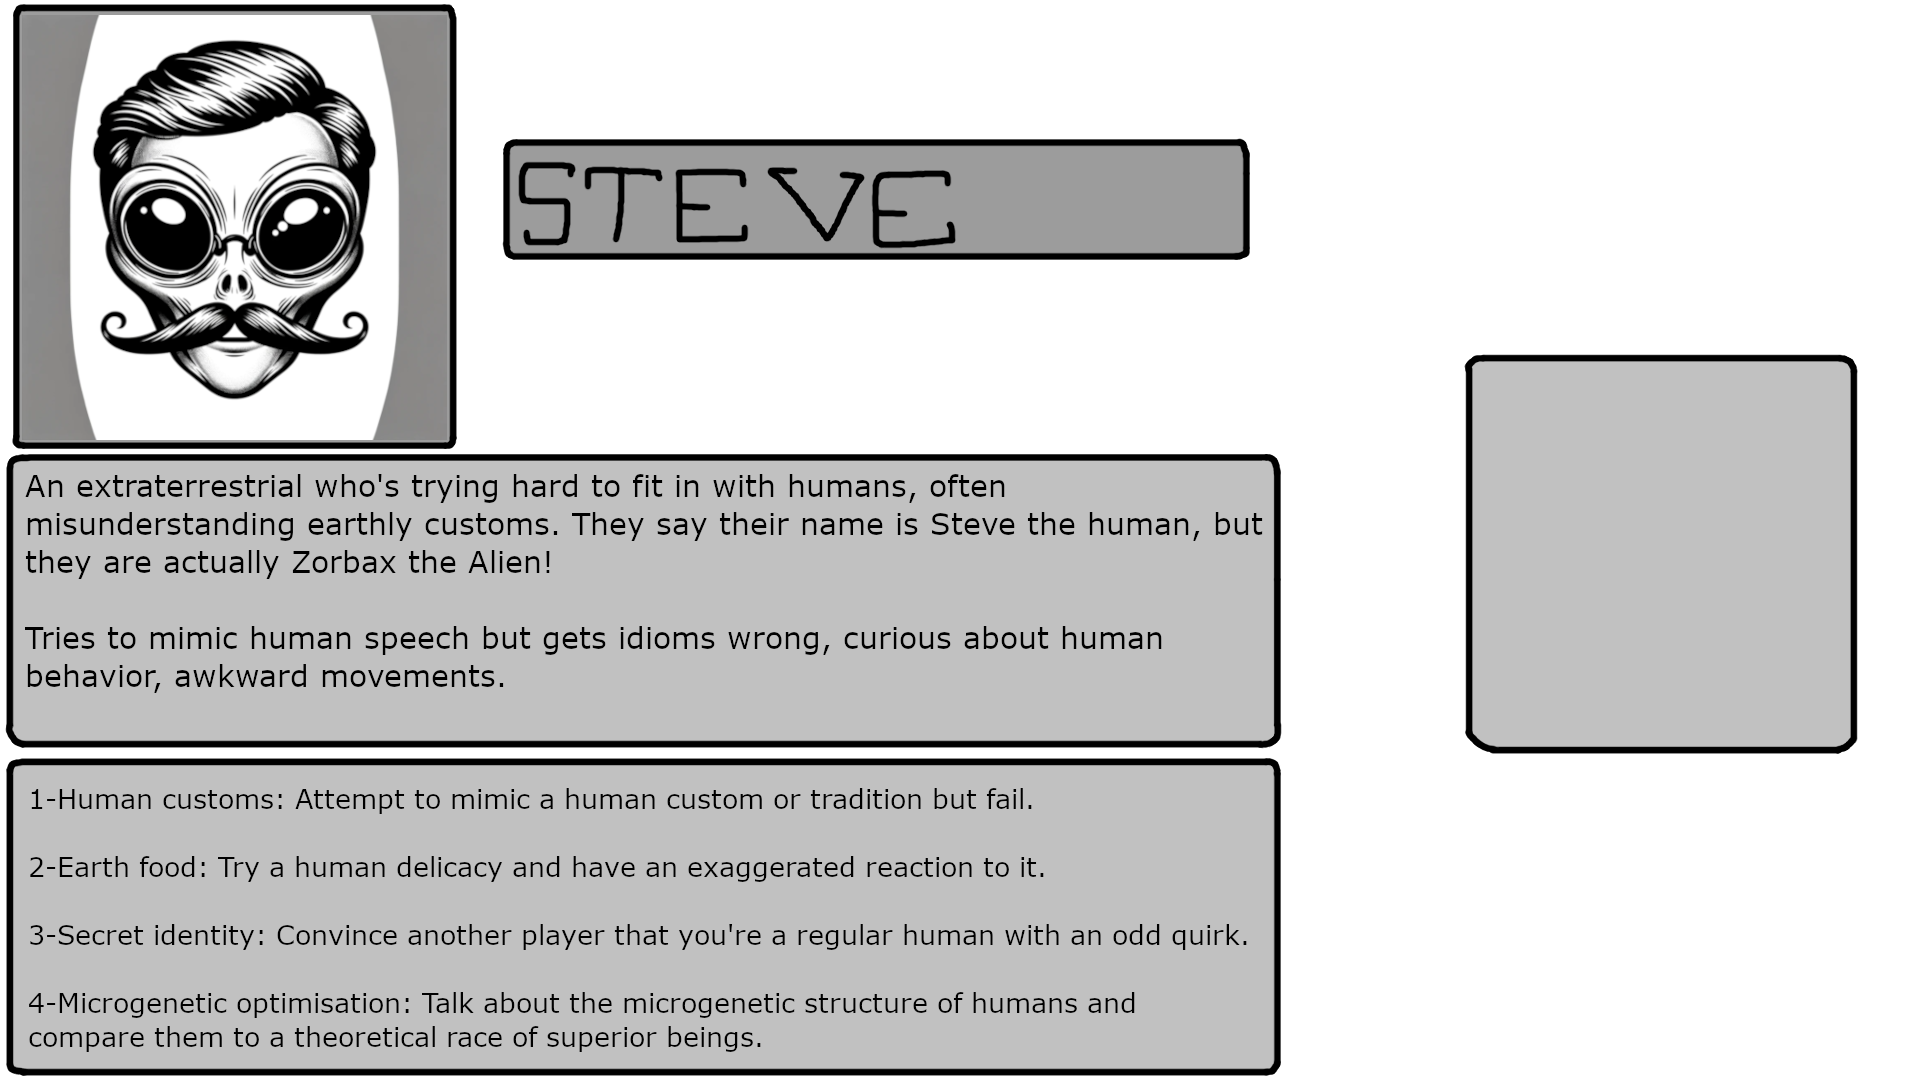 STEVE
An extraterrestrial who's trying hard to fit in with humans, often
misunderstanding earthly customs. They say their name is Steve the human, but
they are actually Zorbax the Alien!
Tries to mimic human speech but gets idioms wrong, curious about human
behavior, awkward movements.
1-Human customs: Attempt to mimic a human custom or tradition but fail.
2-Earth food: Try a human delicacy and have an exaggerated reaction to it.
3-Secret identity: Convince another player that you're a regular human with an odd quirk.
4-Microgenetic optimisation: Talk about the microgenetic structure of humans and
compare them to a theoretical race of superior beings.